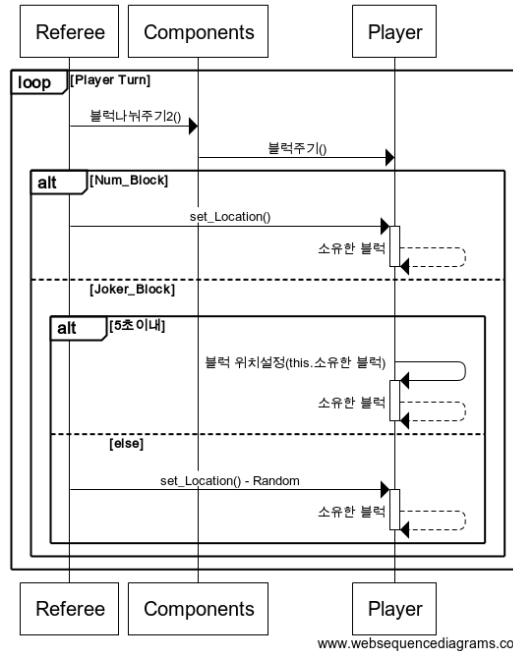 Referee Components Player
loop [Player Turn]
블럭나눠주기2()
블럭주기()
alt [Num_Block]
set_Location()
소유한 블럭
[Joker_Block]
alt [5초이내]
블럭 위치설정(this.소유한 블럭)
소유한 블럭
[else]
set_Location() - Random
소유한 블럭
Referee Components Player
www.websequencediagrams.co